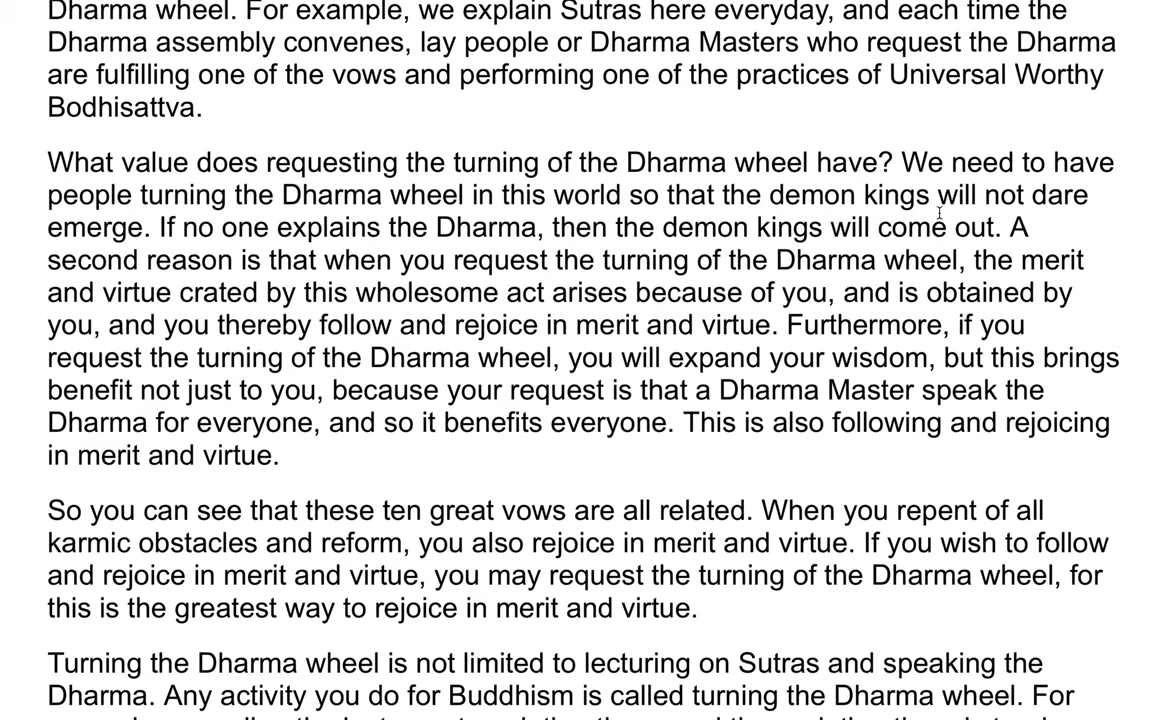 Dharma wheel. For example, we explain Sutras here everyday, and each time the
Dharma assembly convenes, lay people or Dharma Masters who request the Dharma
are fulfilling one of the vows and performing one of the practices of Universal Worthy
Bodhisattva.
What value does requesting the turning of the Dharma wheel have? We need to have
people turning the Dharma wheel in this world so that the demon kings will not dare
emerge. If no one explains the Dharma, then the demon kings will come out. A
second reason is that when you request the turning of the Dharma wheel, the merit
and virtue crated by this wholesome act arises because of you, and is obtained by
you, and you thereby follow and rejoice in merit and virtue. Furthermore, if you
request the turning of the Dharma wheel, you will expand your wisdom, but this brings
benefit not just to you, because your request is that a Dharma Master speak the
Dharma for everyone, and so it benefits everyone. This is also following and rejoicing
in merit and virtue.
So you can see that these ten great vows are all related. When you repent of all
karmic obstacles and reform, you also rejoice in merit and virtue. If you wish to follow
and rejoice in merit and virtue, you may request the turning of the Dharma wheel, for
this is the greatest way to rejoice in merit and virtue.
Turning the Dharma wheel is not limited to lecturing on Sutras and speaking the
Dharma. Any activity you do for Buddhism is called turning the Dharma wheel. For